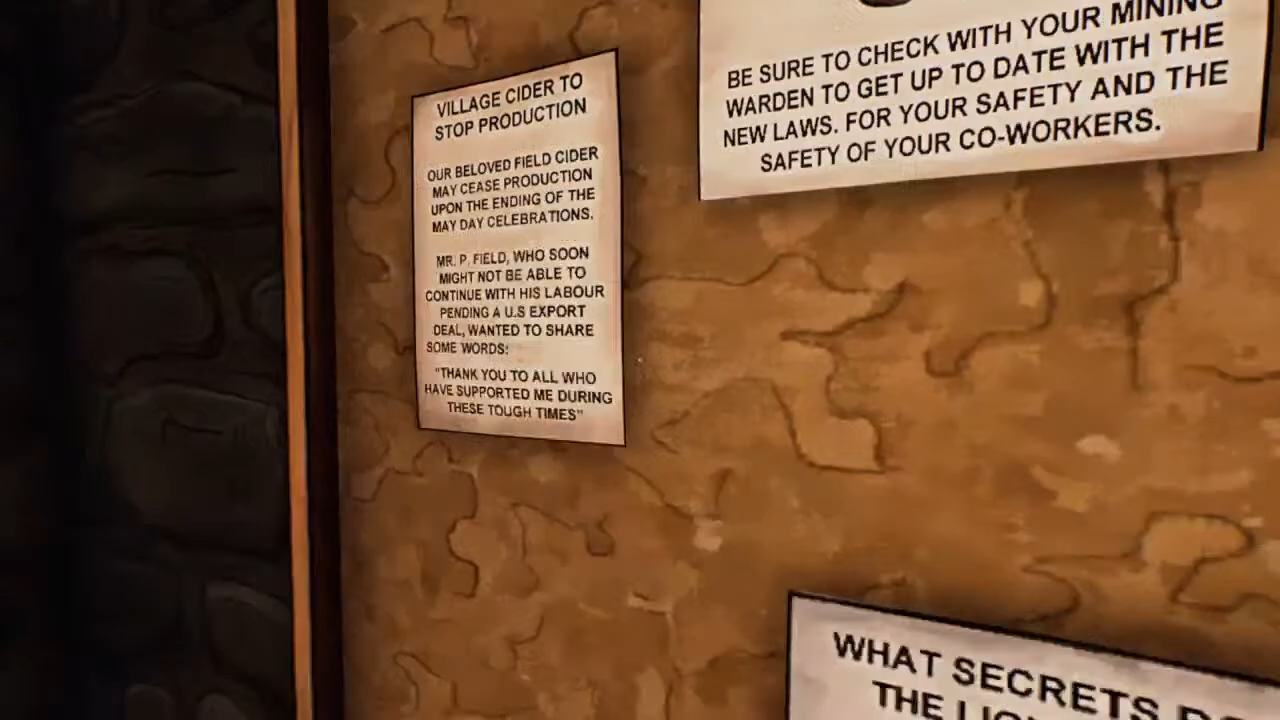 VILLAGE CIDER TO
STOP PRODUCTION
OUR BELOVED FIELD CIDER
MAY CEASE PRODUCTION
UPON THE ENDING OF THE
MAY DAY CELEBRATIONS.
MR. P. FIELD, WHO SOON
MIGHT NOT BE ABLE TO
CONTINUE WITH HIS LABOUR
PENDING A U.S EXPORT
DEAL, WANTED TO SHARE
SOME WORDS:
"THANK YOU TO ALL WHO
HAVE SUPPORTED ME DURING
THESE TOUGH TIMES"
BE SURE TO CHECK WITH YOUR MINING
WARDEN TO GET UP TO DATE WITH THE
NEW LAWS. FOR YOUR SAFETY AND THE
SAFETY OF YOUR CO-WORKERS.
WHAT SECRETS
THE